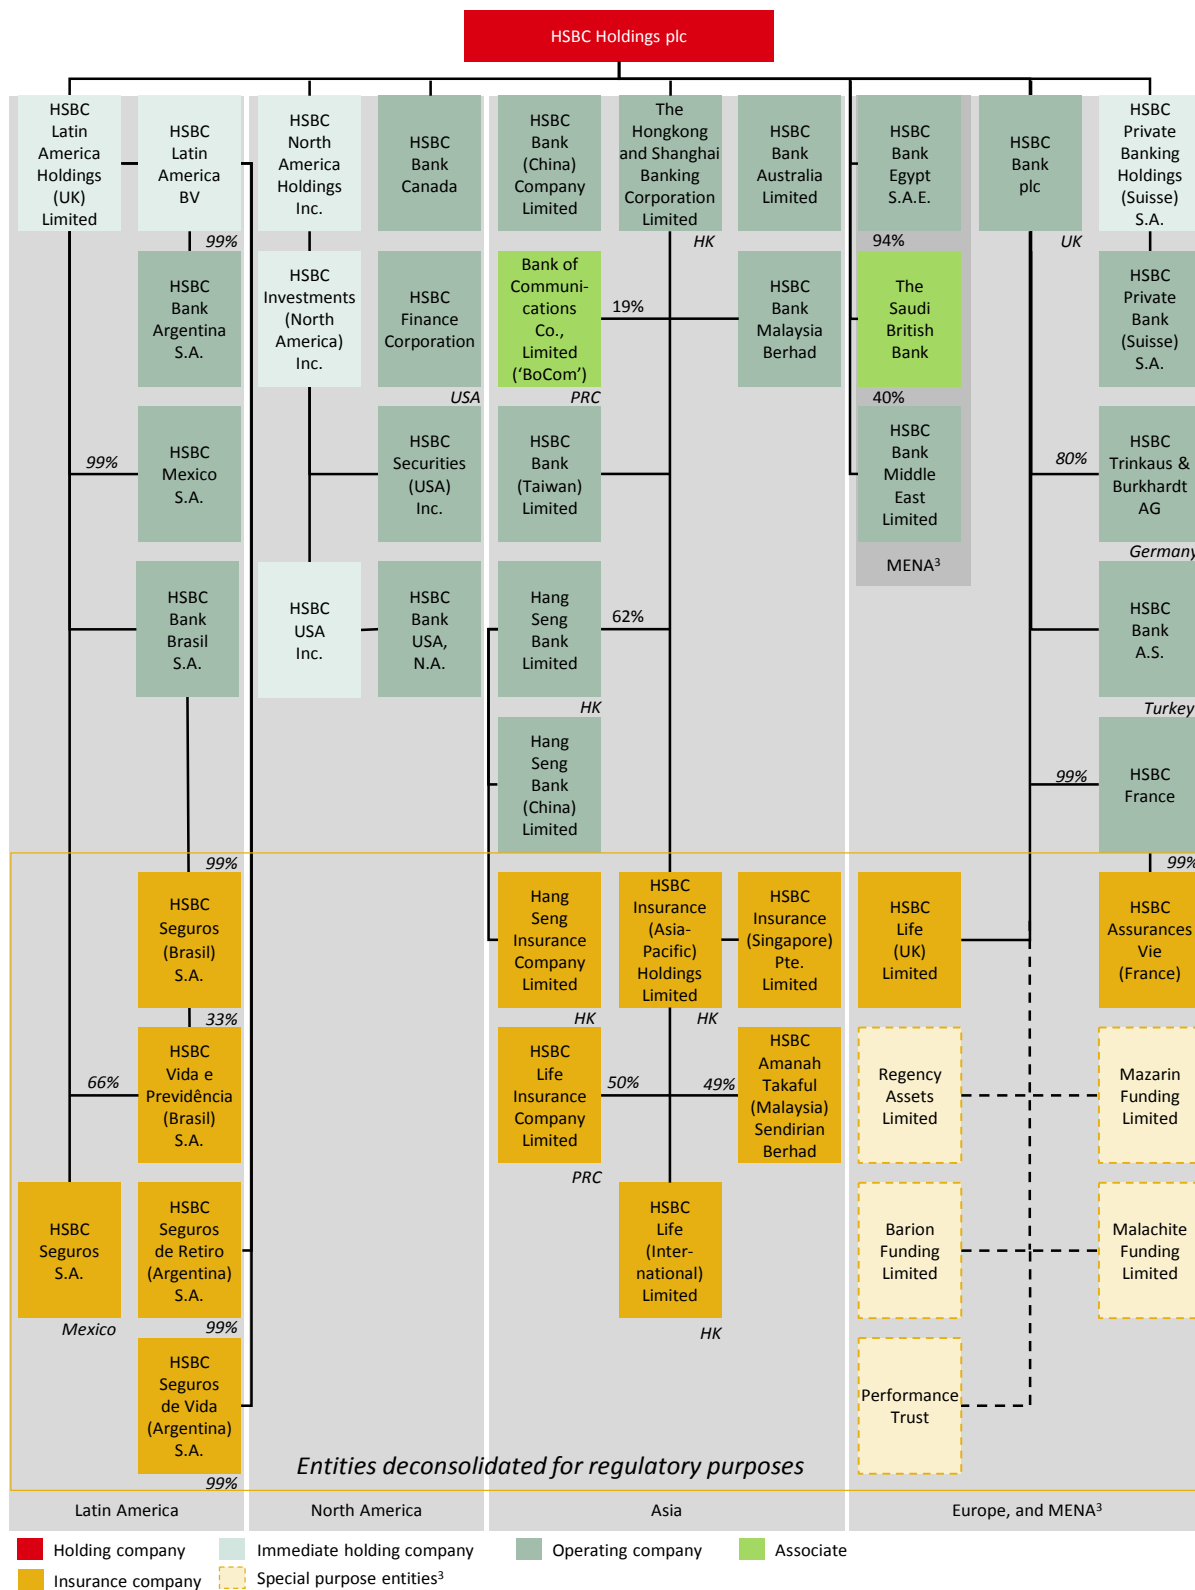 HSBC Holdings plc
HSBC
Latin
America
Holdings
(UK)
Limited
HSBC
Latin
America
BV
HSBC
North
America
Holdings
Inc.
HSBC
Bank
Canada
HSBC
Bank
(China)
Company
Limited
The
Hongkong
and Shanghai
Banking
Corporation
Limited
HSBC
Bank
Australia
Limited
HSBC
Bank
Egypt
S.A.E.
HSBC
Bank
plc
HSBC
Private
Banking
Holdings
(Suisse)
S.A.
99%
HK
94%
UK
HSBC
Bank
Argentina
S.A.
HSBC
Investments
(North
America)
Inc.
HSBC
Finance
Corporation
Bank of
Communi-
cations
Co.,
Limited
('BoCom')
19%
HSBC
Bank
Malaysia
Berhad
The
Saudi
British
Bank
HSBC
Private
Bank
(Suisse)
S.A.
USA
PRC
40%
99%
HSBC
Mexico
S.A.
HSBC
Securities
(USA)
Inc.
HSBC
Bank
(Taiwan)
Limited
HSBC
Bank
Middle
East
Limited
80%
HSBC
Trinkaus &
Burkhardt
AG
MENA3
Germany
HSBC
Bank
Brasil
S.A.
HSBC
USA
Inc.
HSBC
Bank
USA,
N.A.
Hang
Seng
Bank
Limited
62%
HSBC
Bank
A.S.
HK
Turkey
Hang
Seng
Bank
(China)
Limited
99%
HSBC
France
99%
99%
HSBC
Seguros
(Brasil)
S.A.
Hang
Seng
Insurance
Company
Limited
HSBC
Insurance
(Asia-
Pacific)
Holdings
Limited
HSBC
Insurance
(Singapore)
Pte.
Limited
HSBC
Life
(UK)
Limited
HSBC
Assurances
Vie
(France)
33%
HK
HK
66%
HSBC
Vida e
Previdência
(Brasil)
S.A.
HSBC
Life
Insurance
Company
Limited
50%
49%
HSBC
Amanah
Takaful
(Malaysia)
Sendirian
Berhad
Regency
Assets
Limited
Mazarin
Funding
Limited
PRC
HSBC
Seguros
S.A.
HSBC
Seguros
de Retiro
(Argentina)
S.A.
HSBC
Life
(Inter-
national)
Limited
Barion
Funding
Limited
Malachite
Funding
Limited
Mexico
99%
HK
HSBC
Seguros
de Vida
(Argentina)
S.A.
Performance
Trust
99%
Entities deconsolidated for regulatory purposes
Latin America
North America
Asia
Europe, and MENA3
Holding company
Immediate holding company
Operating company
Associate
Insurance company
Special purpose entities3